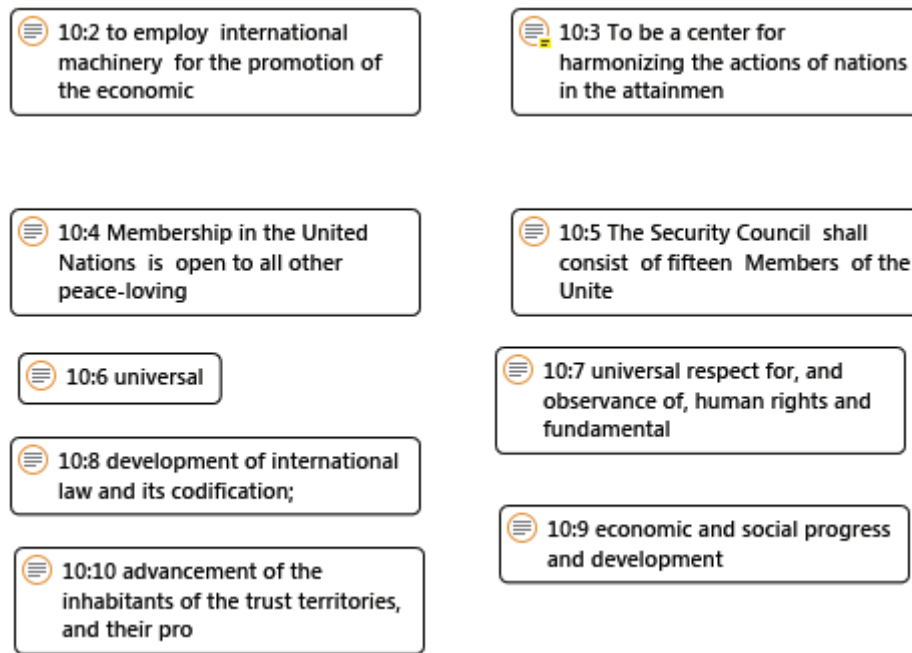 10:2 to employ international
machinery for the promotion of
the economic
10:3 To be a center for
harmonizing the actions of nations
in the attainmen
10:4 Membership in the United
Nations is open to all other
peace-loving
10:5 The Security Council shall
consist of fifteen Members of the
Unite
10:6 universal
10:7 universal respect for, and
observance of, human rights and
fundamental
10:8 development of international
law and its codification;
10:9 economic and social progress
and development
10:10 advancement of the
inhabitants of the trust territories,
and their pro